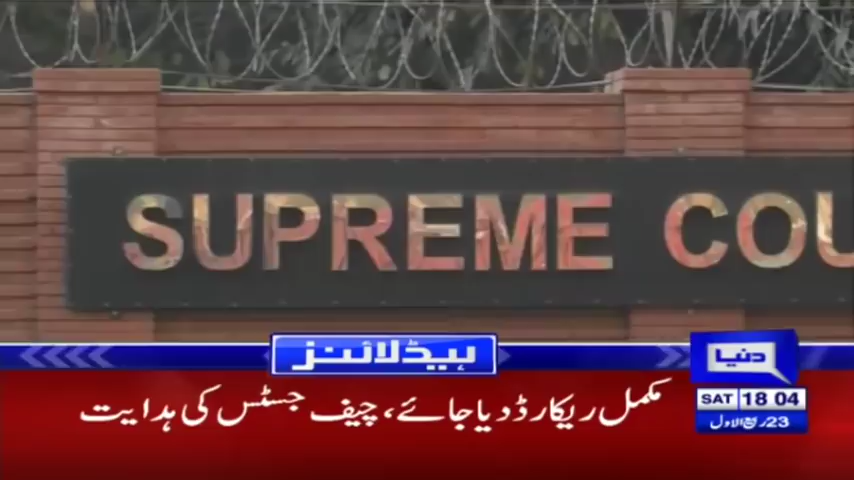 SUPREME COU
ہیڈلائنز
دنیا
مکمل ریکارڈ دیا جائے، چیف جسٹس کی ہدایت
SAT 18 04
23 ربیع الاول